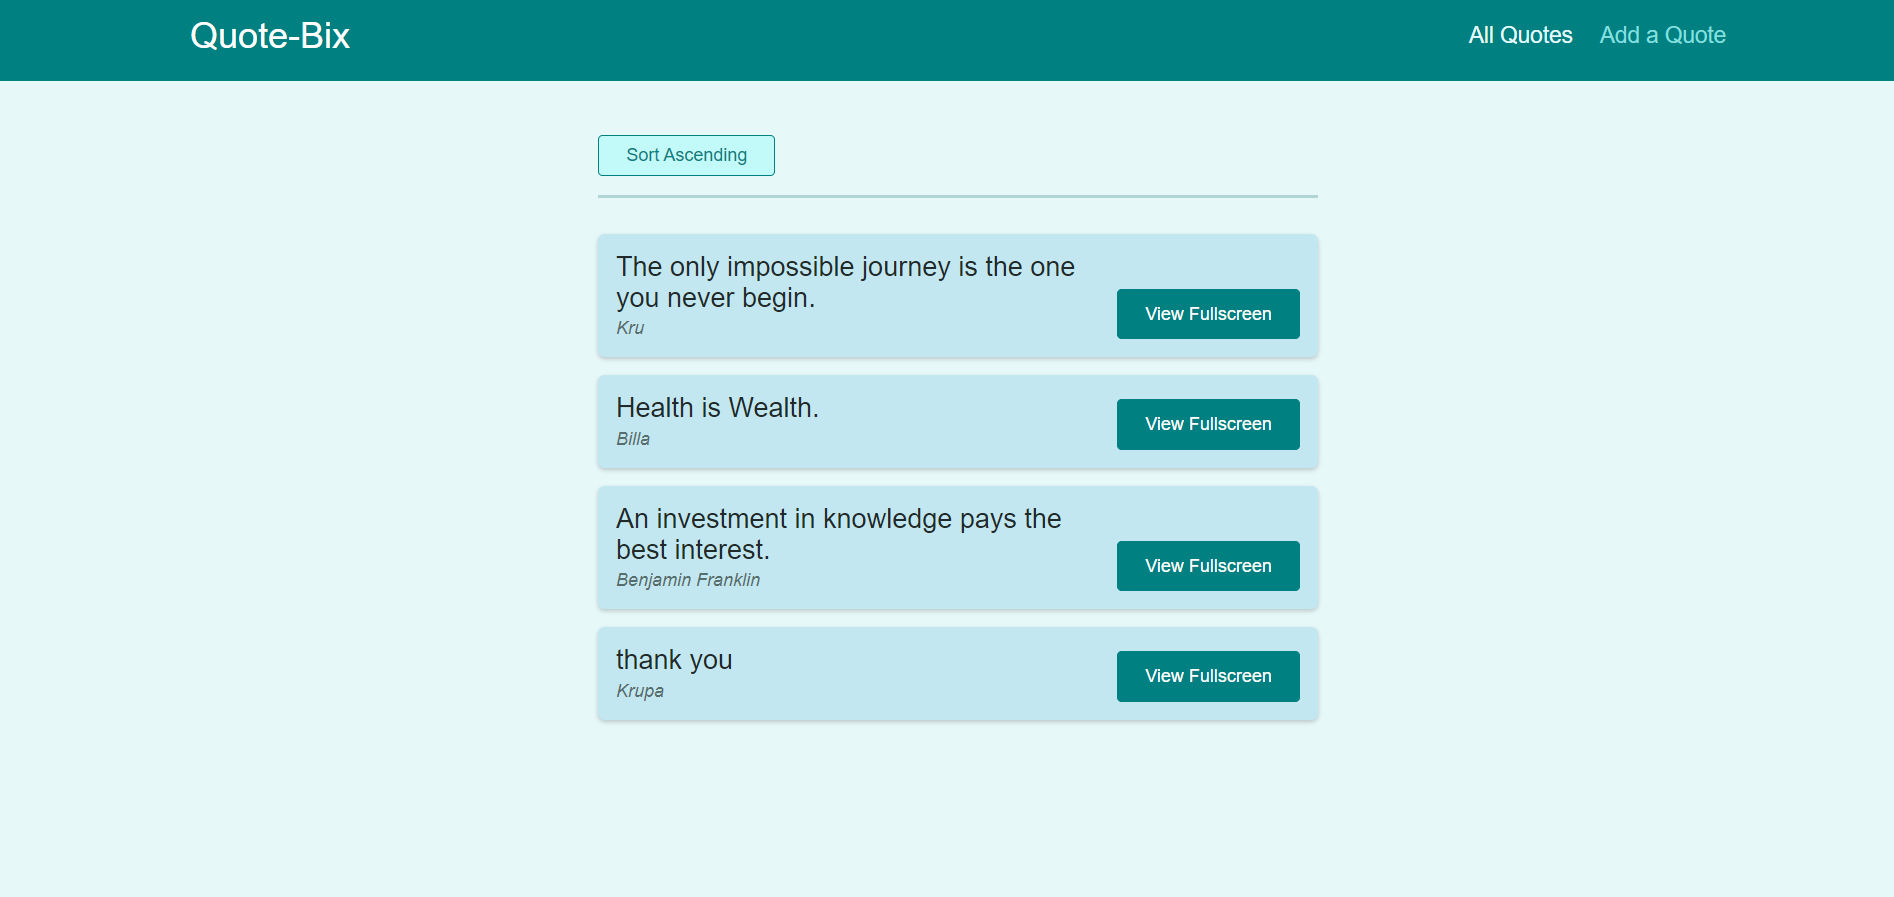 Quote-Bix
All Quotes
Add a Quote
Sort Ascending
The only impossible journey is the one
you never begin.
Kru
View Fullscreen
Health is Wealth.
Billa
View Fullscreen
An investment in knowledge pays the
best interest.
Benjamin Franklin
View Fullscreen
thank you
Krupa
View Fullscreen